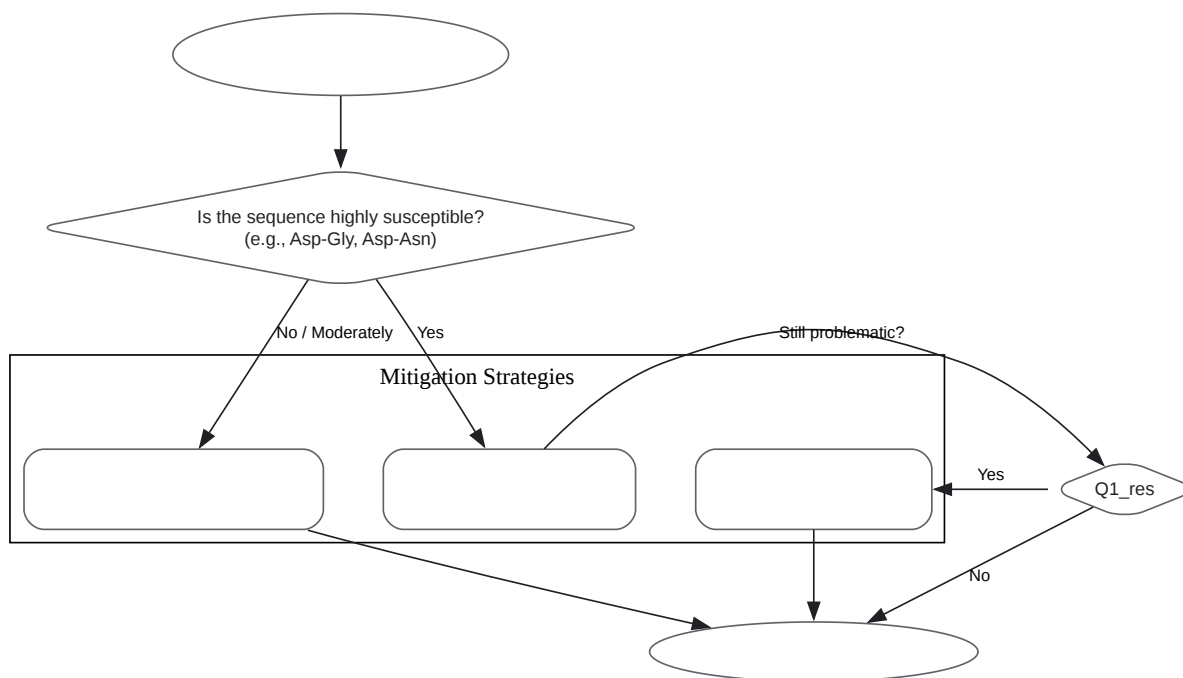 Is the sequence highly susceptible?
(e.g., Asp-Gly, Asp-Asn)
No / Moderately
Yes
Still problematic?
Mitigation Strategies
Yes
Q1_res
No